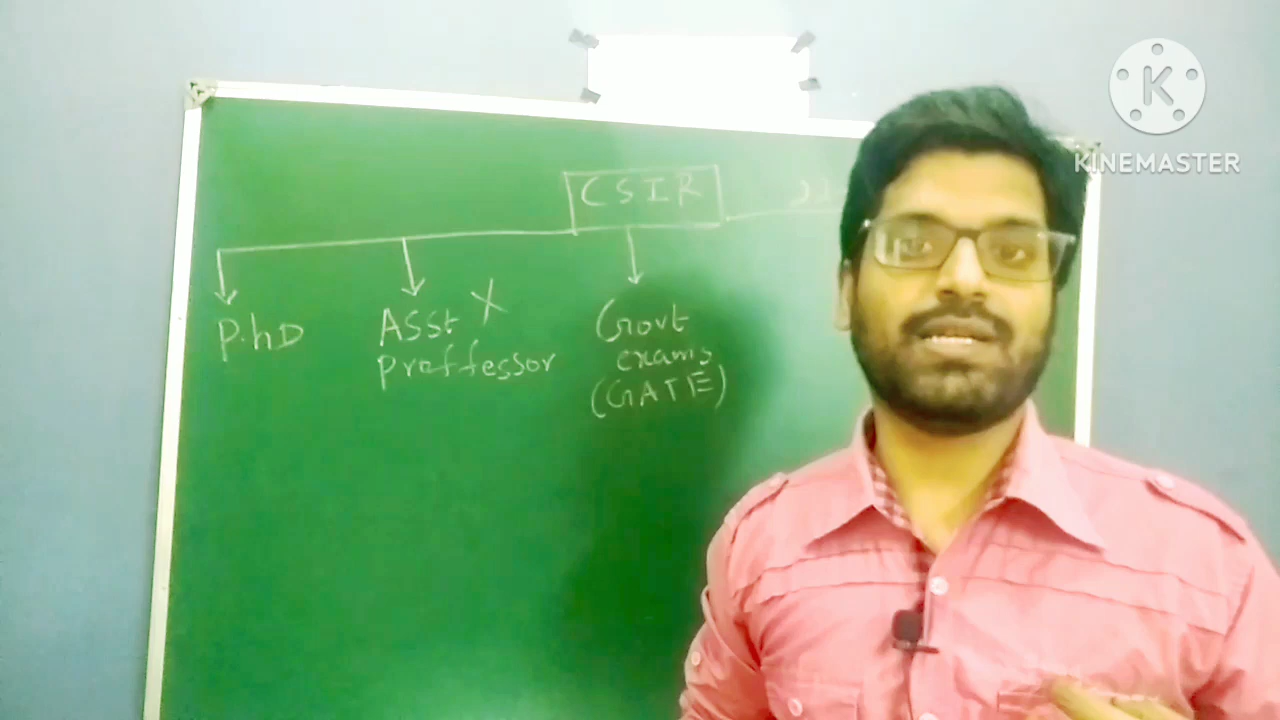 K
KINEMASTER
CSIR
P.hD
ASSt X
preffessor
Govt
exams
(GATE)